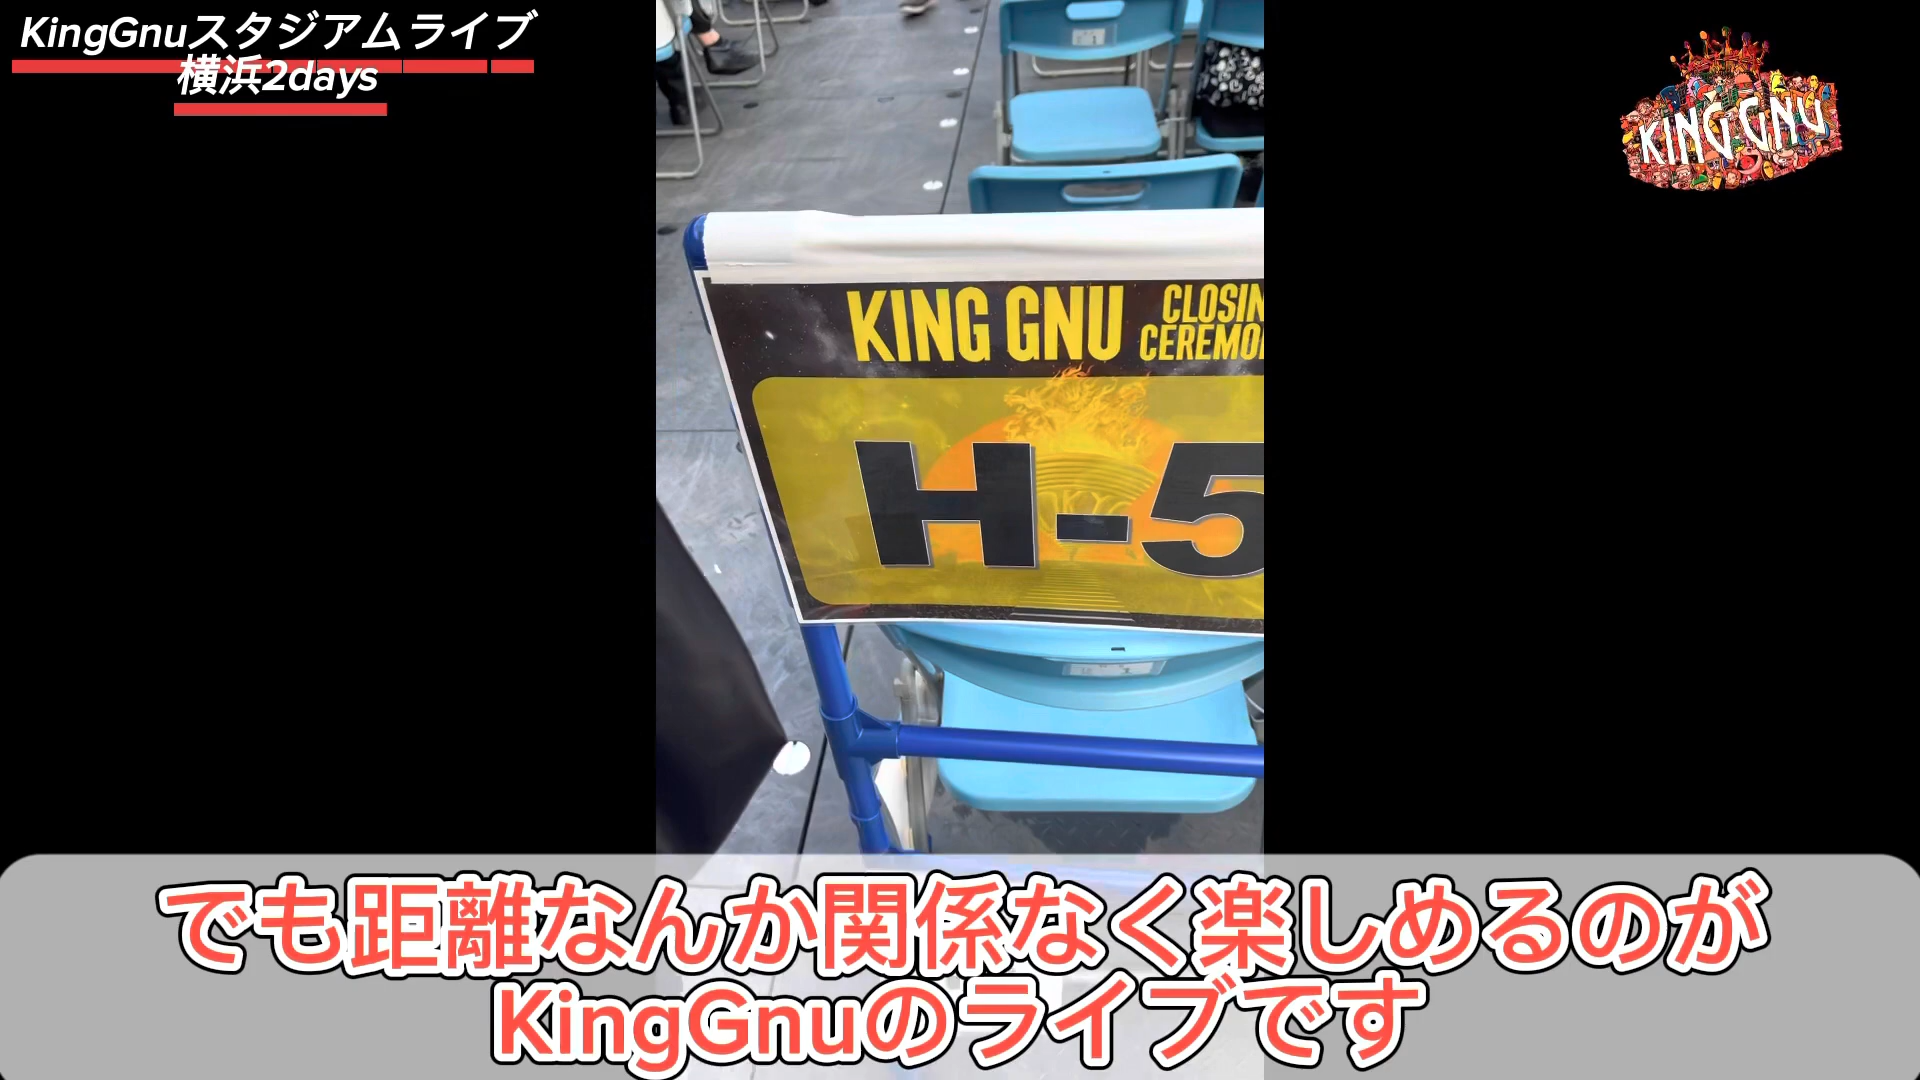 KingGnuスタジアムライブ
横浜2days
KING GNU
KING GNU
CLOSIN
CEREMO
H-5
でも距離なんか関係なく楽しめるのが
KingGnuのライブです